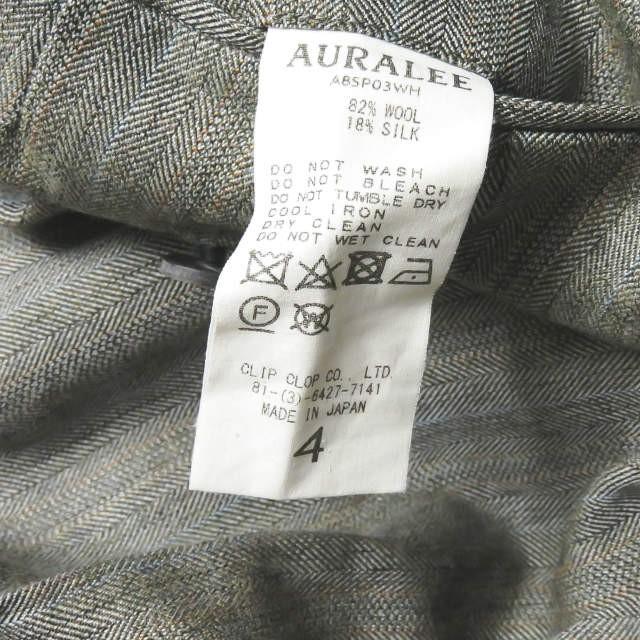 AURALEE
A8SP03WH
82% WOOL
18% SILK
DO NOT WASH
DO NOT BLEACH
DO NOT TUMBLE DRY
COOL IRON
DRY CLEAN
DO NOT WET CLEAN
F
W
CLIP CLOP CO., LTD
81-(3)-6427-7141
MADE IN JAPAN
4